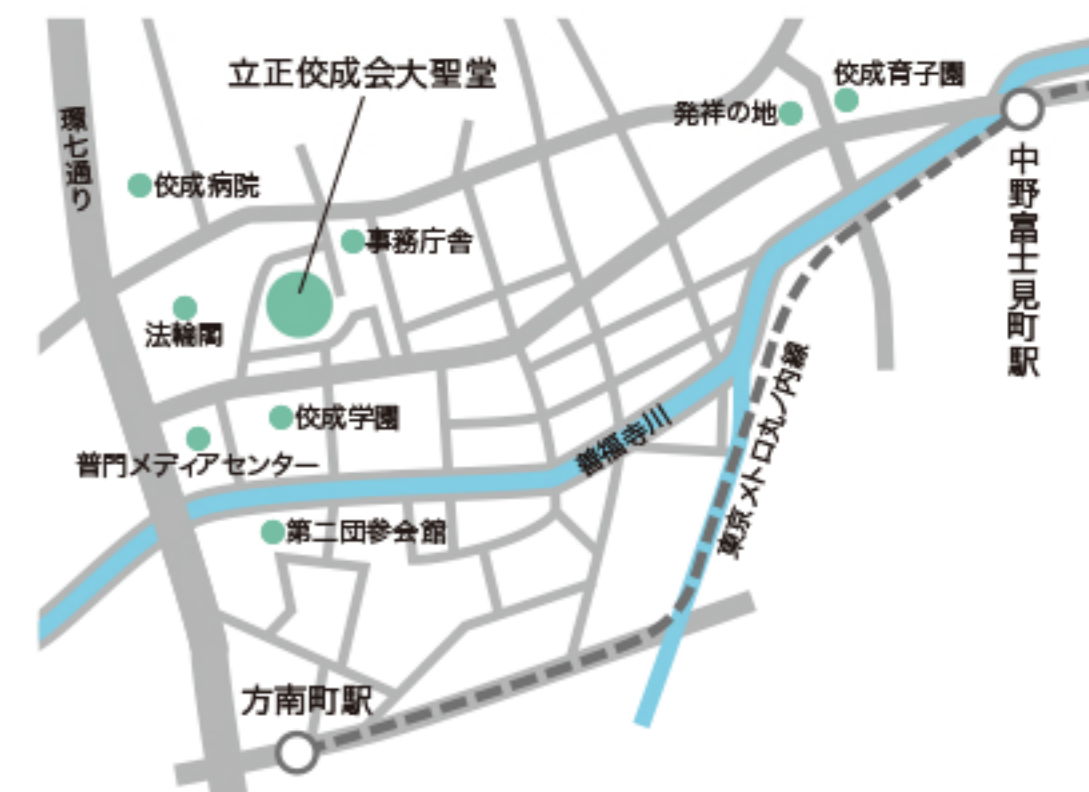 立正佼成会大聖堂
佼成育子園
発祥の地
環七通り
佼成病院
中野富士見町駅
事務庁舎
法輪閣
佼成学園
普門メディアセンター
善福寺川
東京メトロ丸ノ内線
第二団参会館
方南町駅